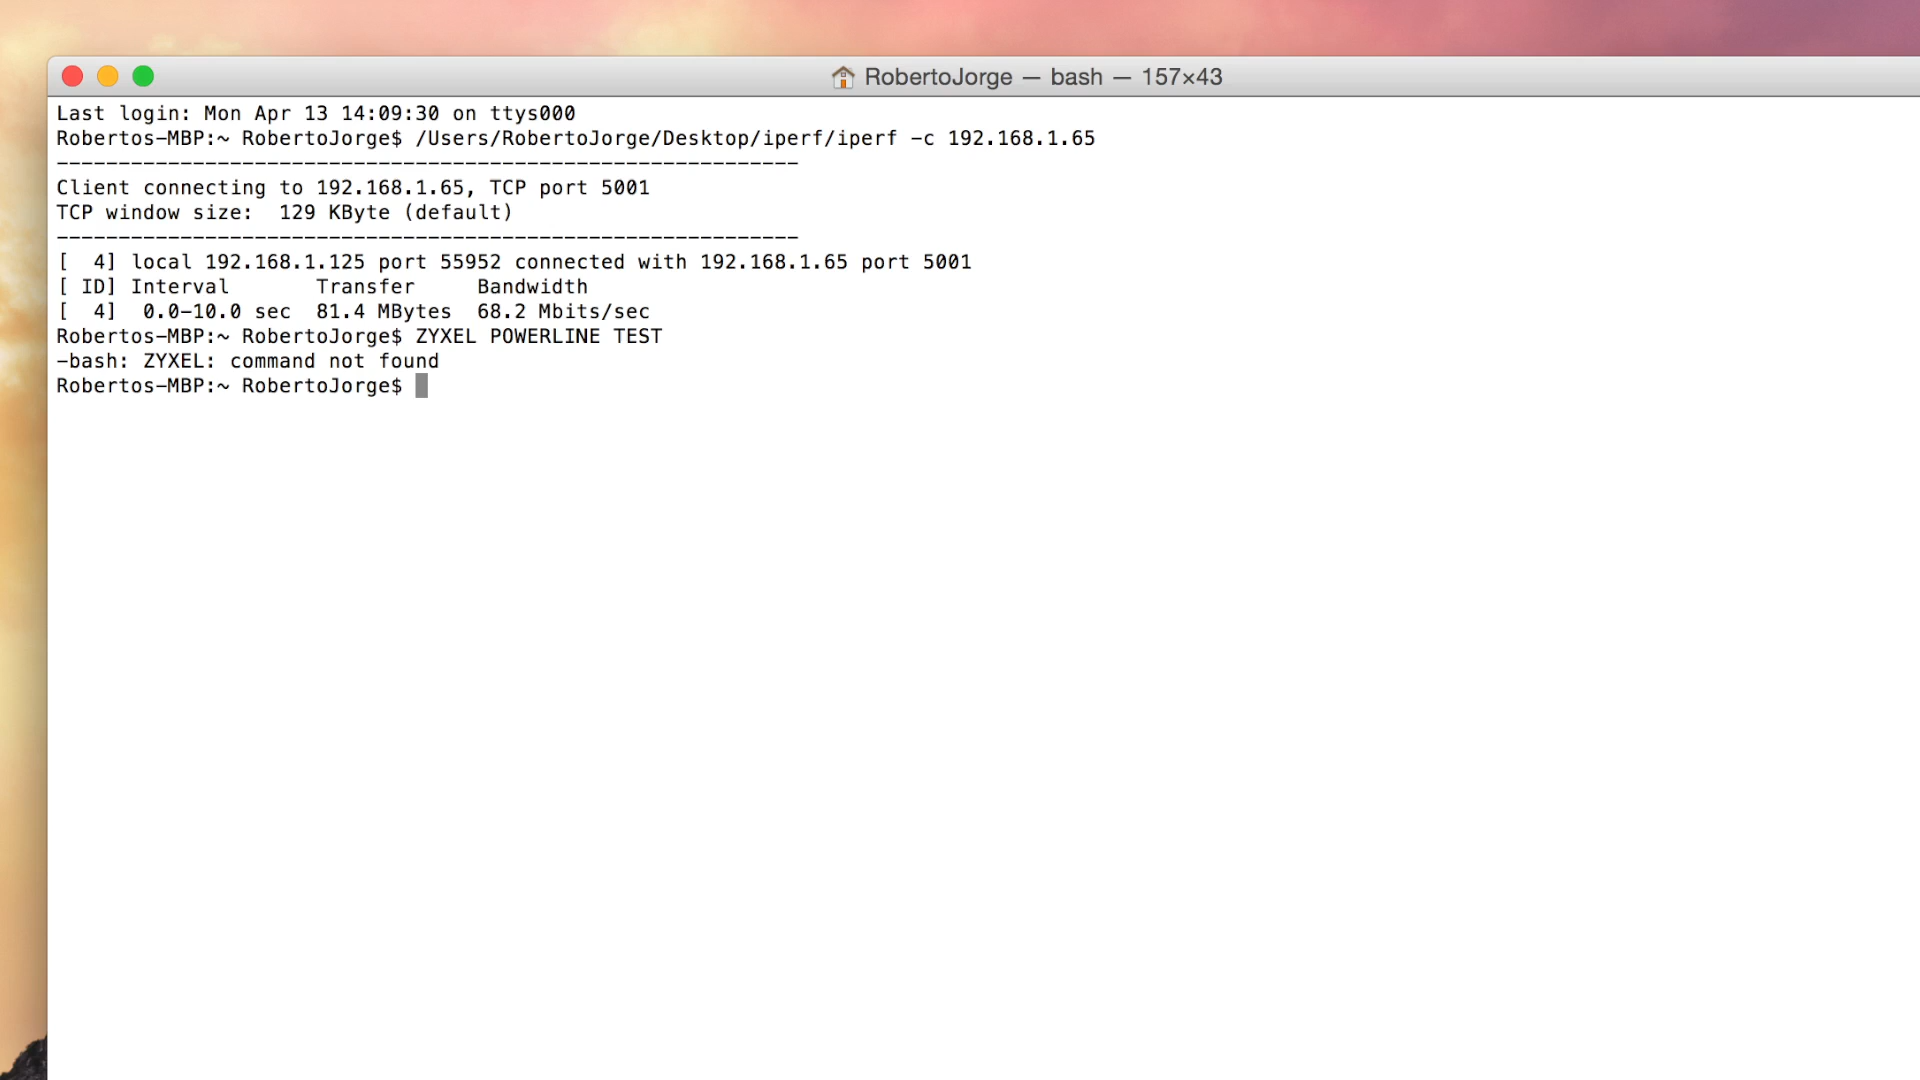 RobertoJorge — bash — 157×43
Last login: Mon Apr 13 14:09:30 on ttys000
Robertos-MBP:~ RobertoJorge$ /Users/RobertoJorge/Desktop/iperf/iperf -c 192.168.1.65
------------------------------------------------------------
Client connecting to 192.168.1.65, TCP port 5001
TCP window size:  129 KByte (default)
------------------------------------------------------------
[  4] local 192.168.1.125 port 55952 connected with 192.168.1.65 port 5001
[ ID] Interval       Transfer     Bandwidth
[  4]  0.0-10.0 sec  81.4 MBytes  68.2 Mbits/sec
Robertos-MBP:~ RobertoJorge$ ZYXEL POWERLINE TEST
-bash: ZYXEL: command not found
Robertos-MBP:~ RobertoJorge$